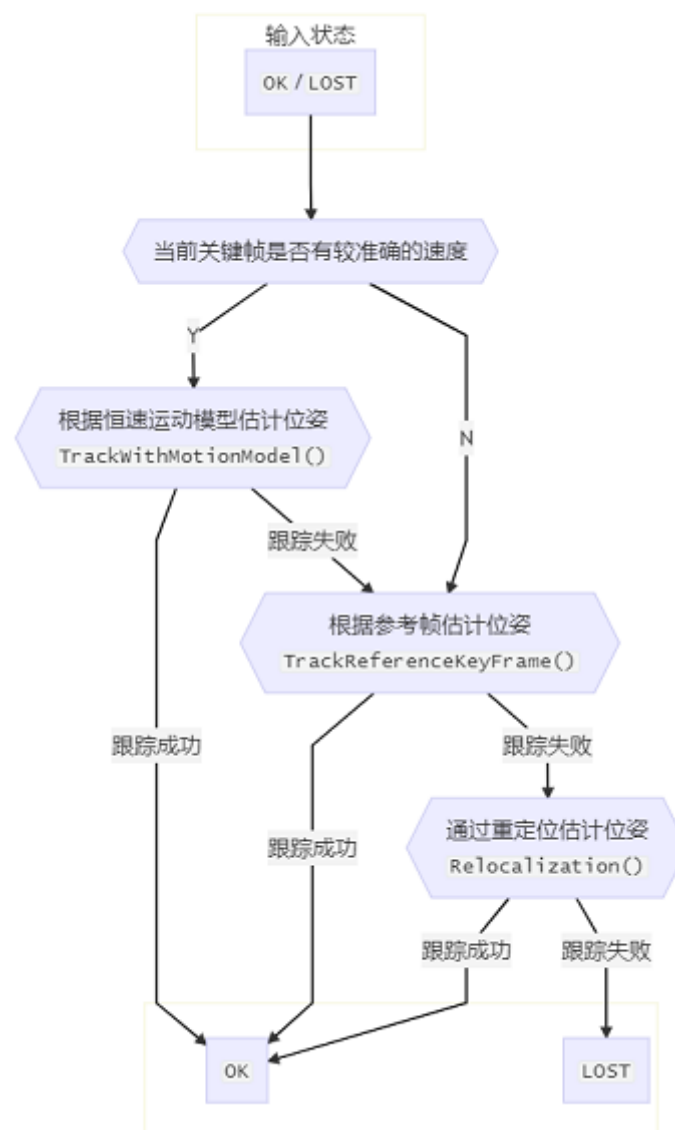 输入状态
OK / LOST
当前关键帧是否有较准确的速度
Y
根据恒速运动模型估计位姿
TrackWithMotionModel()
N
跟踪失败
根据参考帧估计位姿
TrackReferenceKeyFrame()
跟踪成功
跟踪失败
通过重定位估计位姿
Relocalization()
跟踪成功
跟踪成功
跟踪失败
OK
LOST